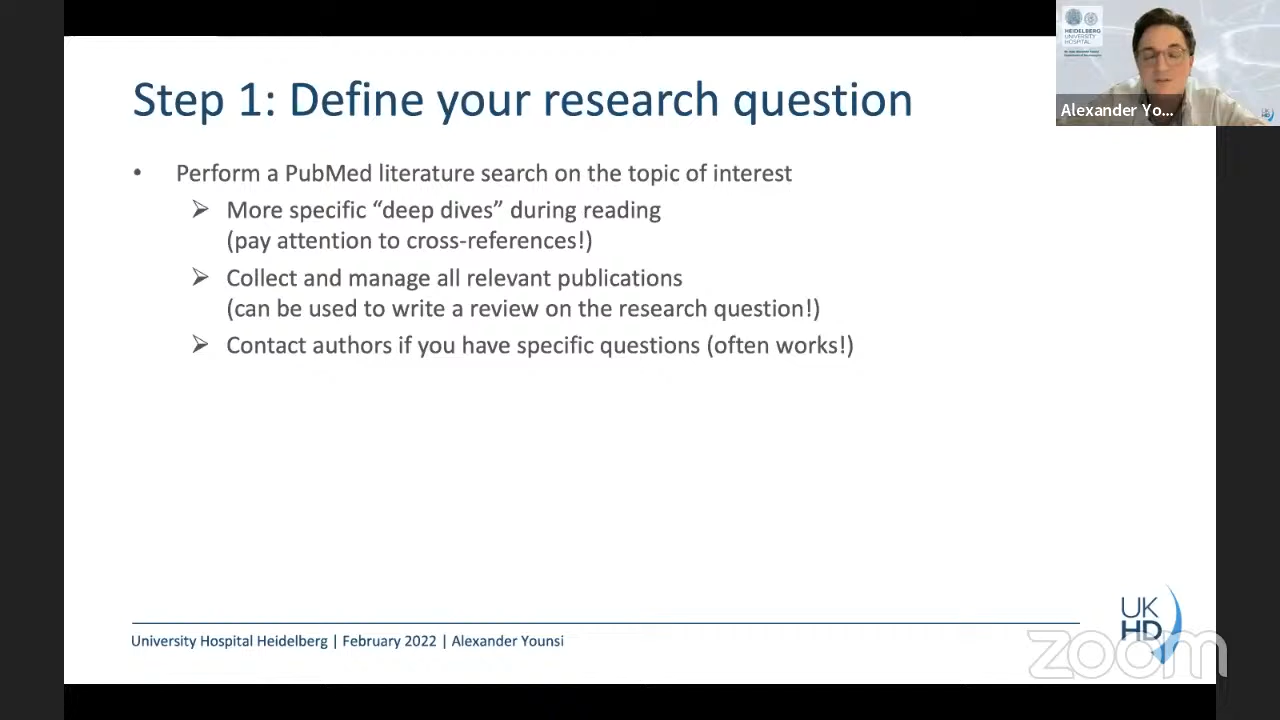 Step 1: Define your research question
• Perform a PubMed literature search on the topic of interest
➢ More specific “deep dives” during reading
(pay attention to cross-references!)
➢ Collect and manage all relevant publications
(can be used to write a review on the research question!)
➢ Contact authors if you have specific questions (often works!)
University Hospital Heidelberg | February 2022 | Alexander Younsi
UK
HD
zoom
HEIDELBERG
UNIVERSITY
HOSPITAL
Alexander Yo...